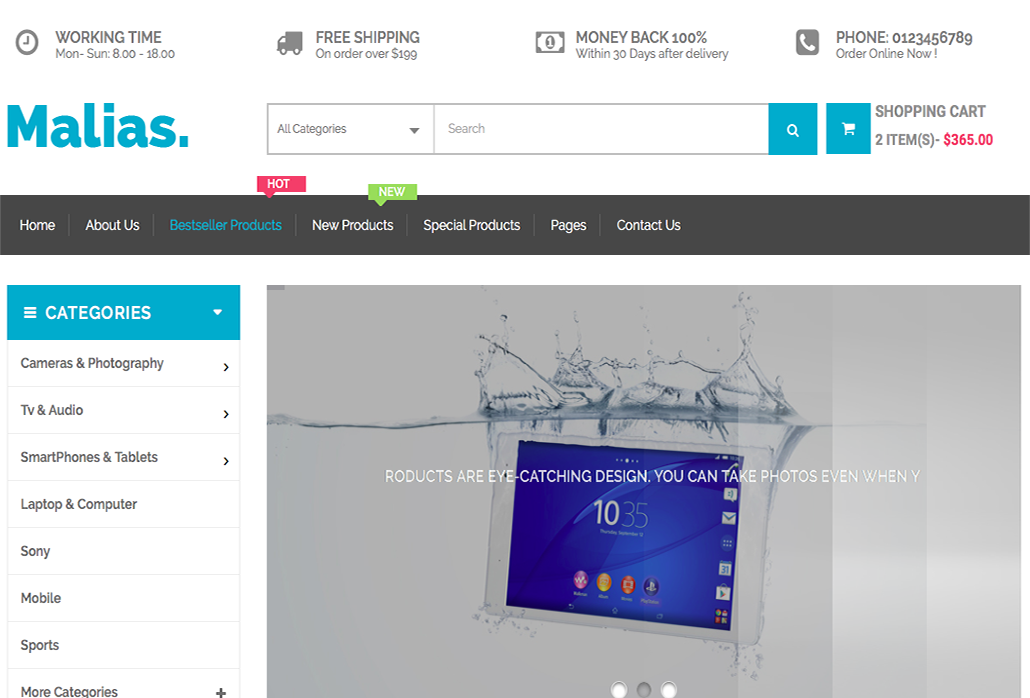 WORKING TIME
Mon- Sun: 8.00 - 18.00
FREE SHIPPING
On order over $199
MONEY BACK 100%
Within 30 Days after delivery
PHONE: 0123456789
Order Online Now !
Malias.
All Categories
Search
SHOPPING CART
2 ITEM(S)- $365.00
HOT
NEW
Home
About Us
Bestseller Products
New Products
Special Products
Pages
Contact Us
CATEGORIES
Cameras & Photography
Tv & Audio
SmartPhones & Tablets
Laptop & Computer
Sony
Mobile
Sports
More Categories
RODUCTS ARE EYE-CATCHING DESIGN. YOU CAN TAKE PHOTOS EVEN WHEN Y
10 35